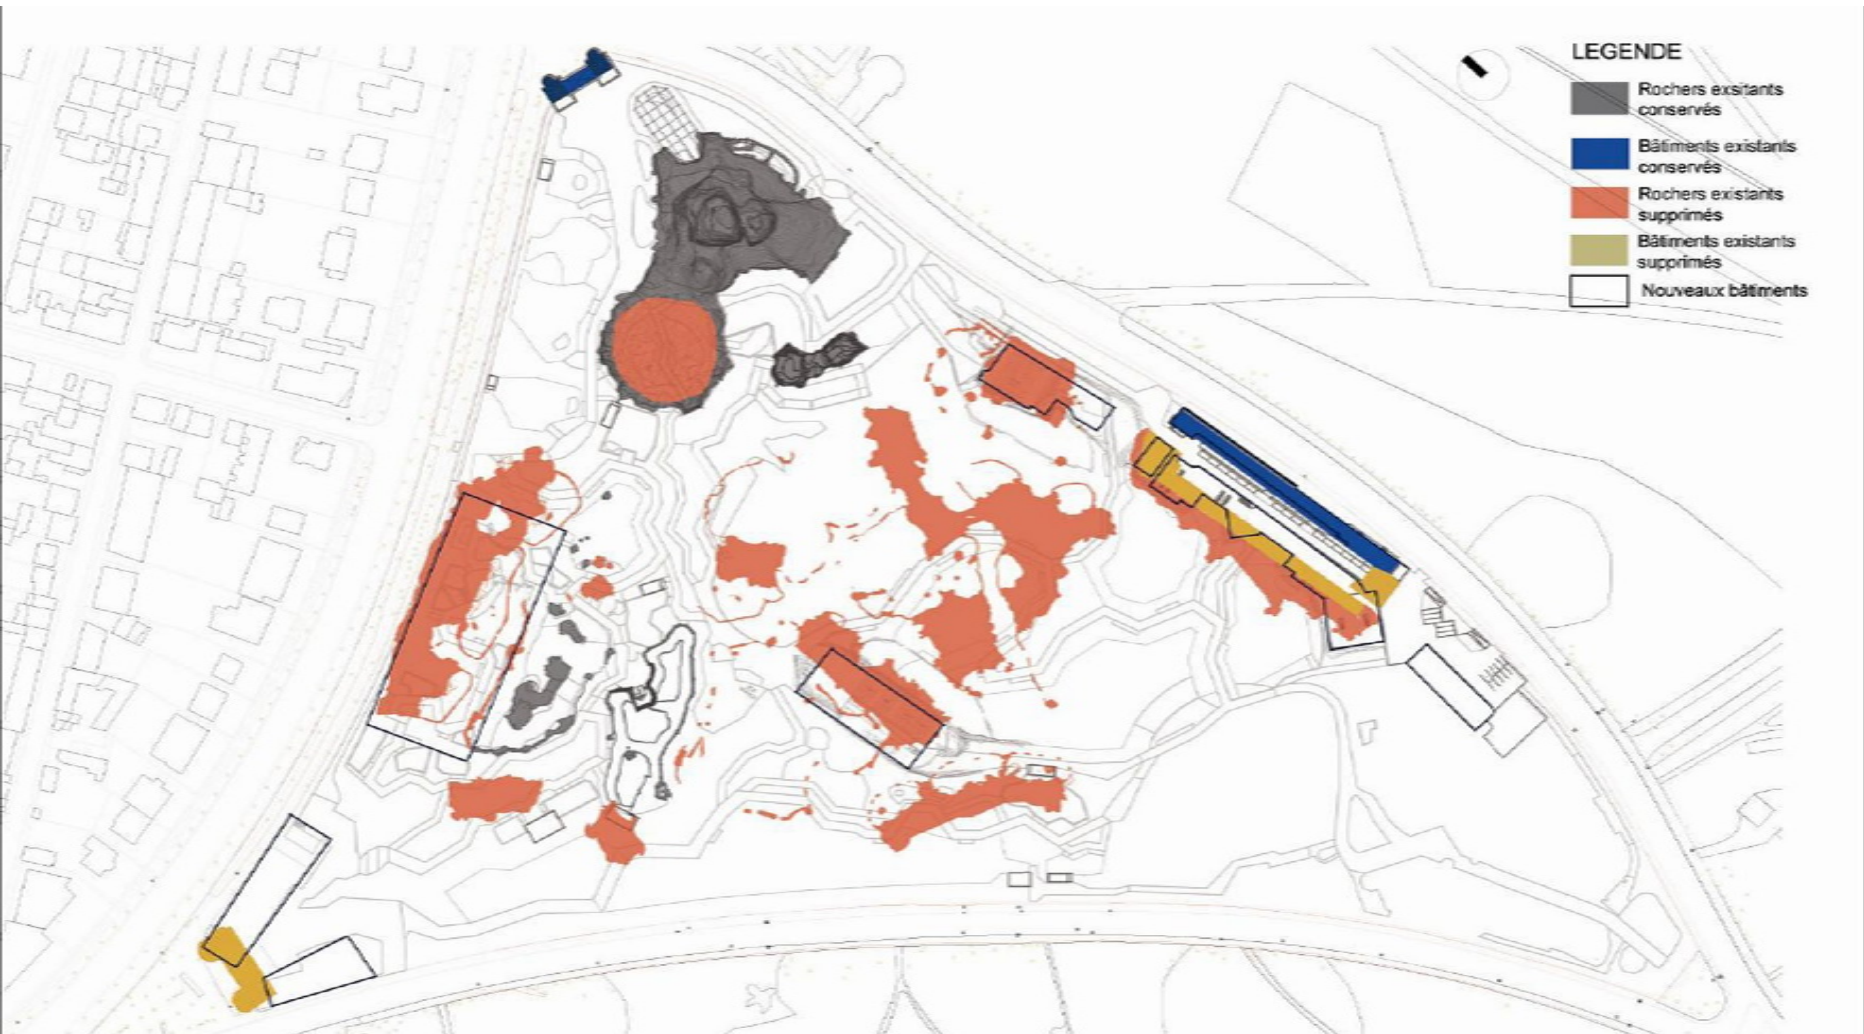 LEGENDE
Rochers exsitants
conservés
Bâtiments existants
conservés
Rochers existants
supprimés
Bâtiments existants
supprimés
Nouveaux bâtiments